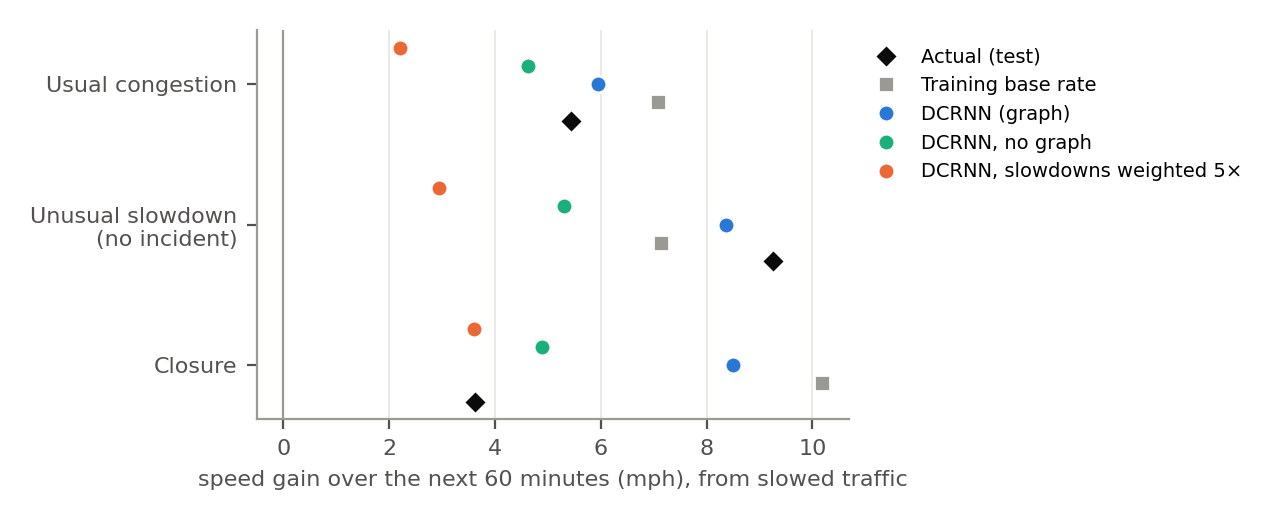 Usual congestion
Unusual slowdown
(no incident)
Closure
0 2 4 6 8 10
speed gain over the next 60 minutes (mph), from slowed traffic
Actual (test)
Training base rate
DCRNN (graph)
DCRNN, no graph
DCRNN, slowdowns weighted 5×